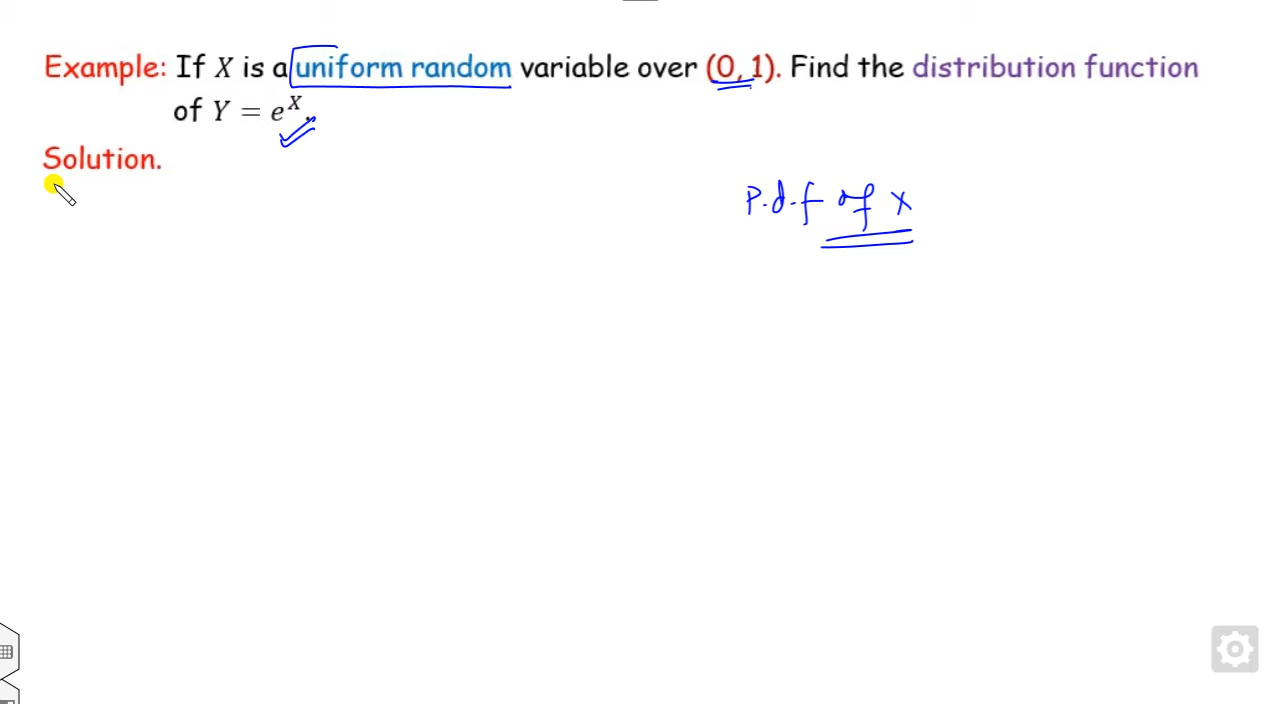 Example: If X is a uniform random variable over (0, 1). Find the distribution function
of Y = e^X.
Solution.
P.d.f of X